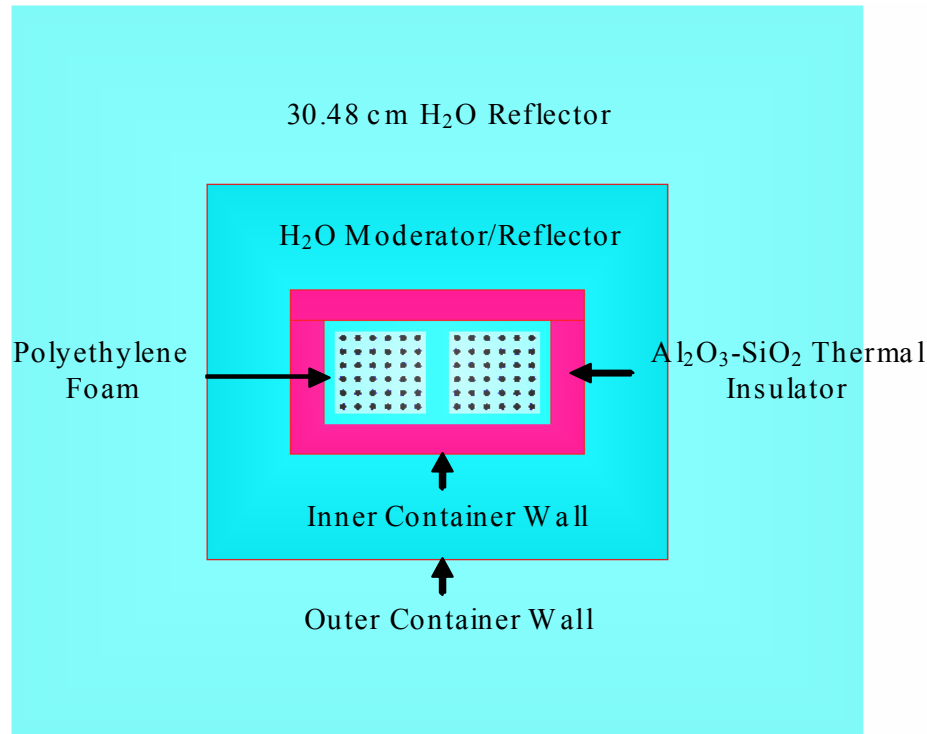 30.48 cm H₂O Reflector
H₂O Moderator/Reflector
Polyethylene
Foam
Al₂O₃-SiO₂ Thermal
Insulator
Inner Container Wall
Outer Container Wall